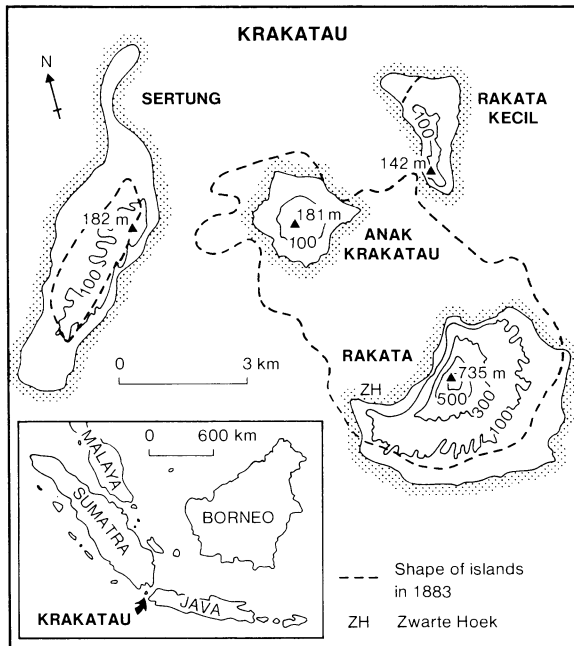 KRAKATAU
N
SERTUNG
RAKATA
KECIL
100
142 m
182 m
100
181 m
100
ANAK
KRAKATAU
0 3 km
RAKATA
ZH
735 m
500
300
100
0 600 km
MALAYA
SUMATRA
BORNEO
JAVA
KRAKATAU
Shape of islands
in 1883
ZH Zwarte Hoek